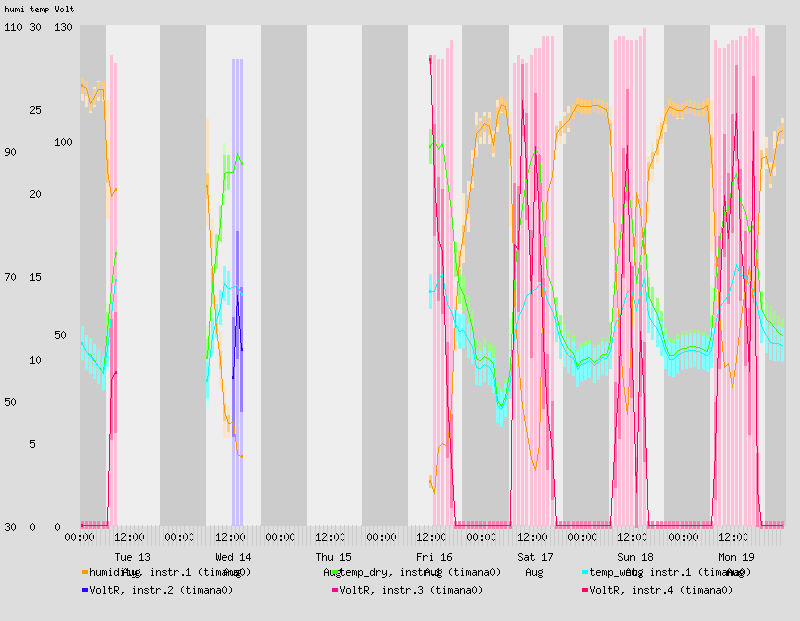 humi temp Volt
110 30 130
25
100
90
20
70 15
50
10
50
5
30 0 0
00:00 12:00 00:00 12:00 12:00 00:00 12:00 00:00 12:00 00:00 12:00 00:00 12:00
Tue 13 Wed 14 Thu 15 Fri 16 Sat 17 Sun 18 Mon 19
Aug Aug Aug Aug Aug Aug Aug
humidity, instr.1 (timana0) temp_dry, instr.1 (timana0) temp_wet, instr.1 (timana0)
VoltR, instr.2 (timana0) VoltR, instr.3 (timana0) VoltR, instr.4 (timana0)